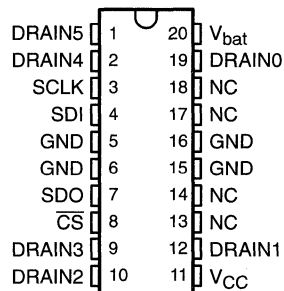 DRAIN5 1 20 Vbat
DRAIN4 2 19 DRAIN0
SCLK 3 18 NC
SDI 4 17 NC
GND 5 16 GND
GND 6 15 GND
SDO 7 14 NC
C̅S̅ 8 13 NC
DRAIN3 9 12 DRAIN1
DRAIN2 10 11 VCC